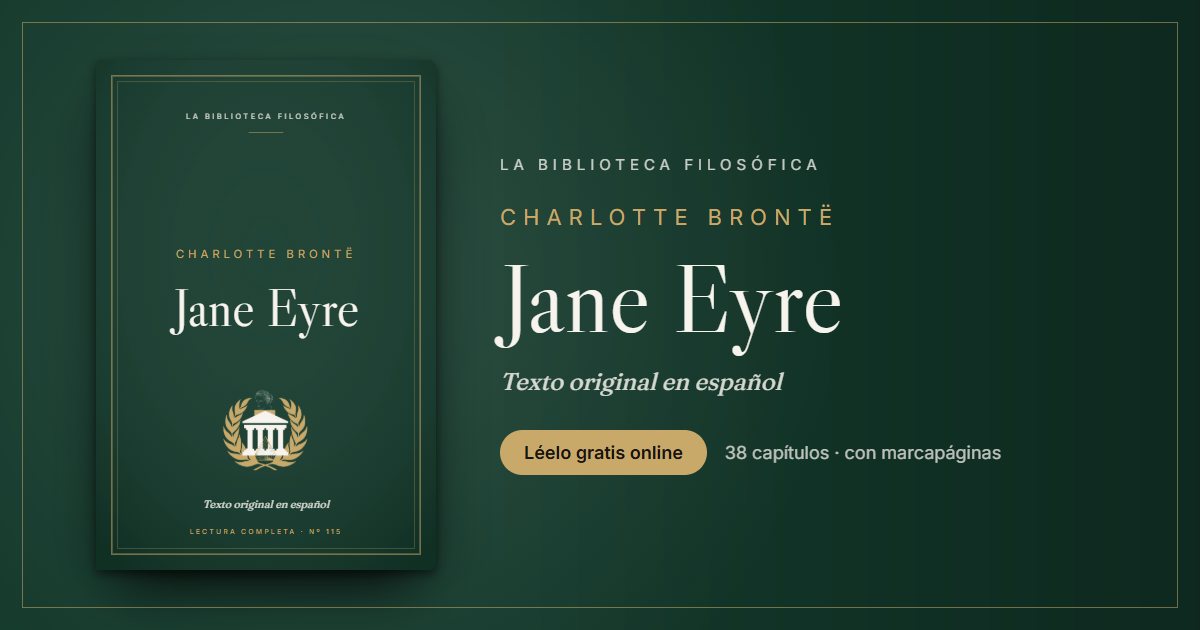 LA BIBLIOTECA FILOSÓFICA
CHARLOTTE BRONTË
Jane Eyre
Texto original en español
LECTURA COMPLETA · Nº 115
LA BIBLIOTECA FILOSÓFICA
CHARLOTTE BRONTË
Jane Eyre
Texto original en español
Léelo gratis online
38 capítulos · con marcapáginas